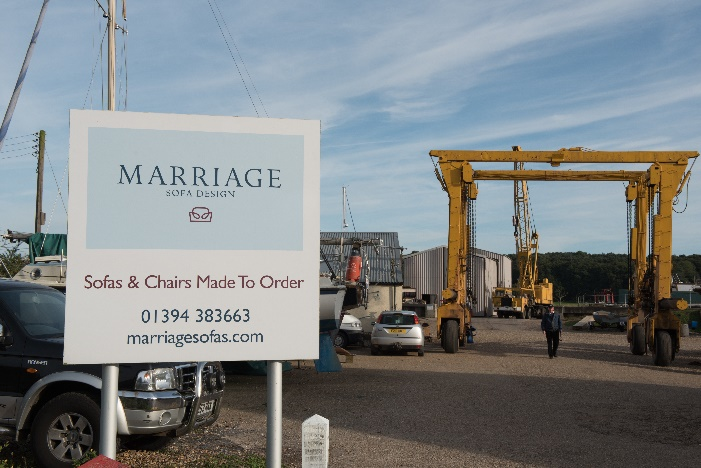 MARRIAGE
SOFA DESIGN
Sofas & Chairs Made To Order
01394 383663
marriagesofas.com